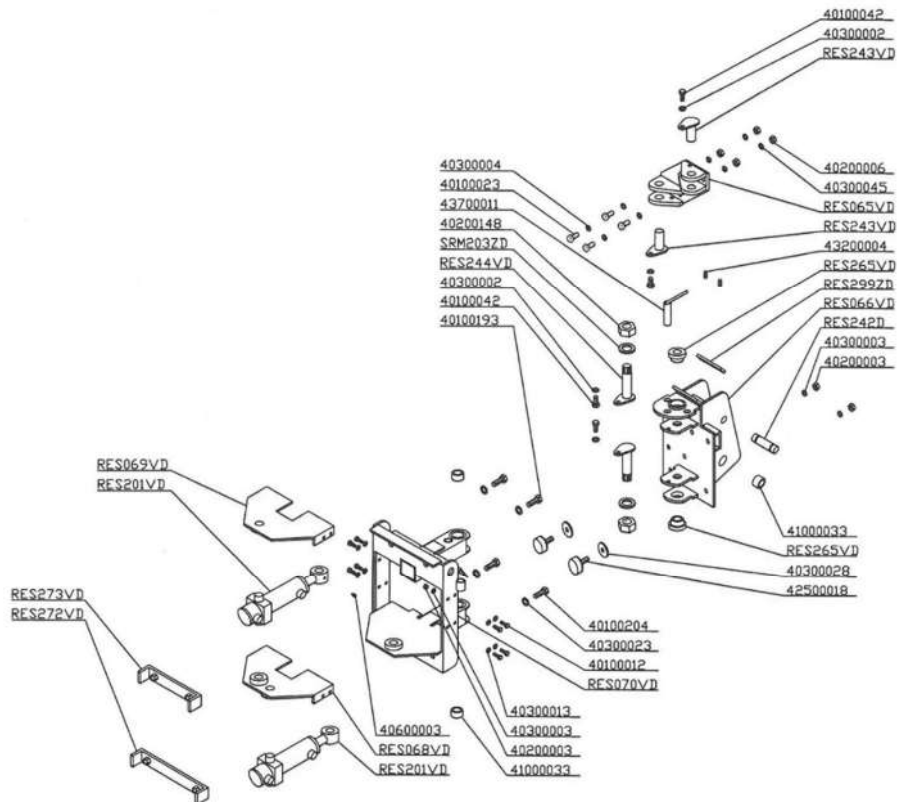 40100042
40300002
RES243VD
40200006
40300045
RES065VD
RES243VD
43200004
RES265VD
RES299ZD
RES066VD
RES242D
40300003
40200003
40300004
40100023
43700011
40200148
SRM203ZD
RES244VD
40300002
40100042
40100193
RES069VD
RES201VD
RES273VD
RES272VD
41000033
RES265VD
40300028
42500018
40100204
40300023
40100012
RES070VD
40300013
40300003
40200003
41000033
40600003
RES068VD
RES201VD